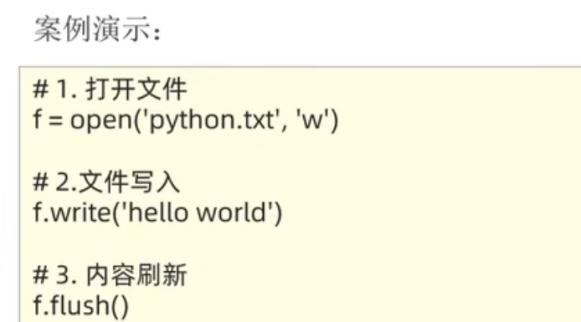 案例演示：
# 1. 打开文件
f = open('python.txt', 'w')
# 2.文件写入
f.write('hello world')
# 3. 内容刷新
f.flush()